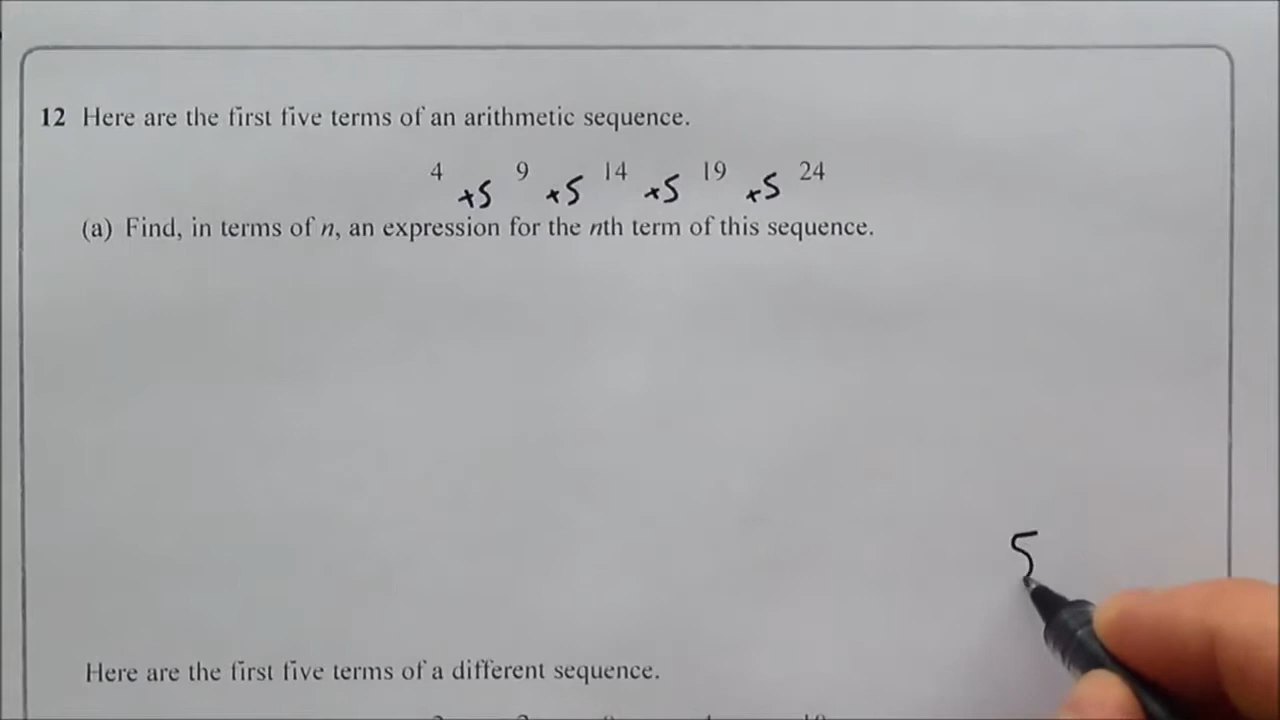 12 Here are the first five terms of an arithmetic sequence.
4 9 14 19 24
+5 +5 +5 +5
(a) Find, in terms of n, an expression for the nth term of this sequence.
5
Here are the first five terms of a different sequence.